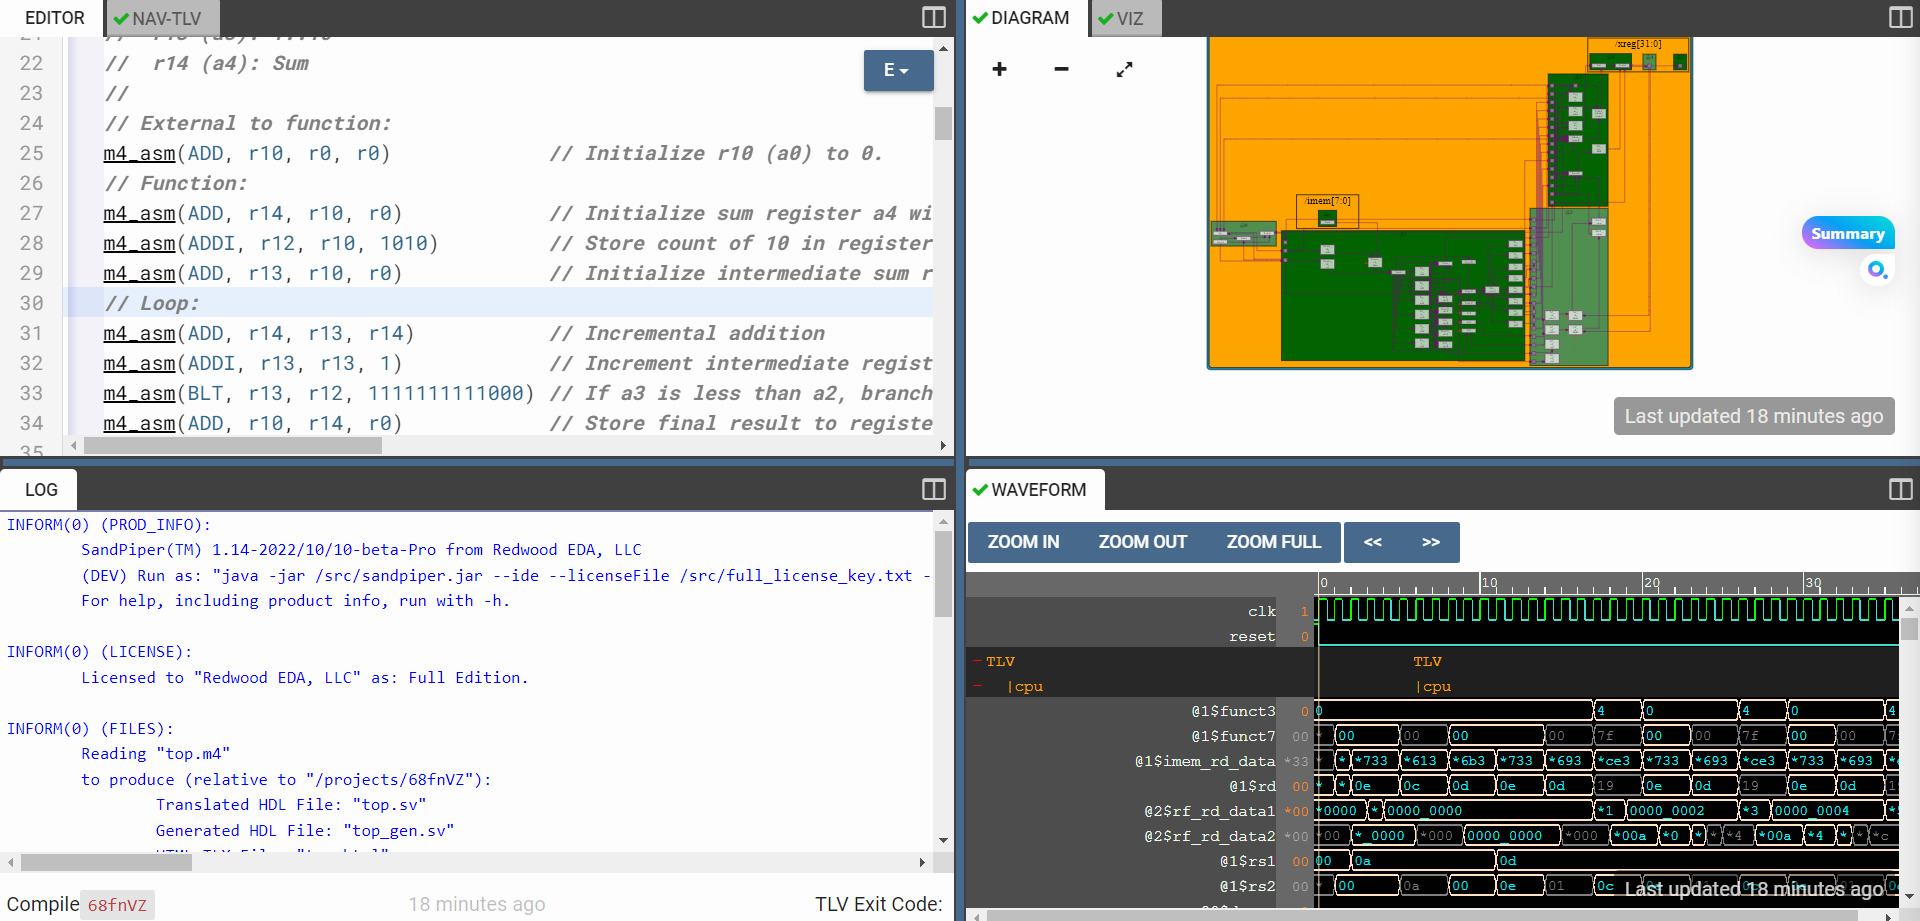 EDITOR
NAV-TLV
22 // r14 (a4): Sum
23 //
24 // External to function:
25 m4_asm(ADD, r10, r0, r0) // Initialize r10 (a0) to 0.
26 // Function:
27 m4_asm(ADD, r14, r10, r0) // Initialize sum register a4 wi
28 m4_asm(ADDI, r12, r10, 1010) // Store count of 10 in register
29 m4_asm(ADD, r13, r10, r0) // Initialize intermediate sum r
30 // Loop:
31 m4_asm(ADD, r14, r13, r14) // Incremental addition
32 m4_asm(ADDI, r13, r13, 1) // Increment intermediate regist
33 m4_asm(BLT, r13, r12, 1111111111000) // If a3 is less than a2, branch
34 m4_asm(ADD, r10, r14, r0) // Store final result to registe
35
E
DIAGRAM
VIZ
/xreg[31:0]
/imem[7:0]
Summary
Last updated 18 minutes ago
LOG
INFORM(0) (PROD_INFO):
SandPiper(TM) 1.14-2022/10/10-beta-Pro from Redwood EDA, LLC
(DEV) Run as: "java -jar /src/sandpiper.jar --ide --licenseFile /src/full_license_key.txt -
For help, including product info, run with -h.
INFORM(0) (LICENSE):
Licensed to "Redwood EDA, LLC" as: Full Edition.
INFORM(0) (FILES):
Reading "top.m4"
to produce (relative to "/projects/68fnVZ"):
Translated HDL File: "top.sv"
Generated HDL File: "top_gen.sv"
Compile 68fnVZ
18 minutes ago
TLV Exit Code:
WAVEFORM
ZOOM IN ZOOM OUT ZOOM FULL << >>
0 10 20 30
clk 1
reset 0
TLV TLV
|cpu |cpu
@1$funct3 0 0 4 0 4 0 4
@1$funct7 00 * 00 00 00 00 7f 00 00 7f 00 00
@1$imem_rd_data *33 * *733 *613 *6b3 *733 *693 *ce3 *733 *693 *ce3 *733 *693
@1$rd 00 * * 0e 0c 0d 0e 0d 19 0e 0d 19 0e 0d
@2$rf_rd_data1 *00 *0000 * 0000_0000 *1 0000_0002 *3 0000_0004
@2$rf_rd_data2 *00 *00 *_0000 *000 0000_0000 *000 *00a *0 * * *4 *00a *4 * * *c
@1$rs1 00 00 0a 0d
@1$rs2 00 * 00 0a 00 0e 01 0c
Last updated 18 minutes ago